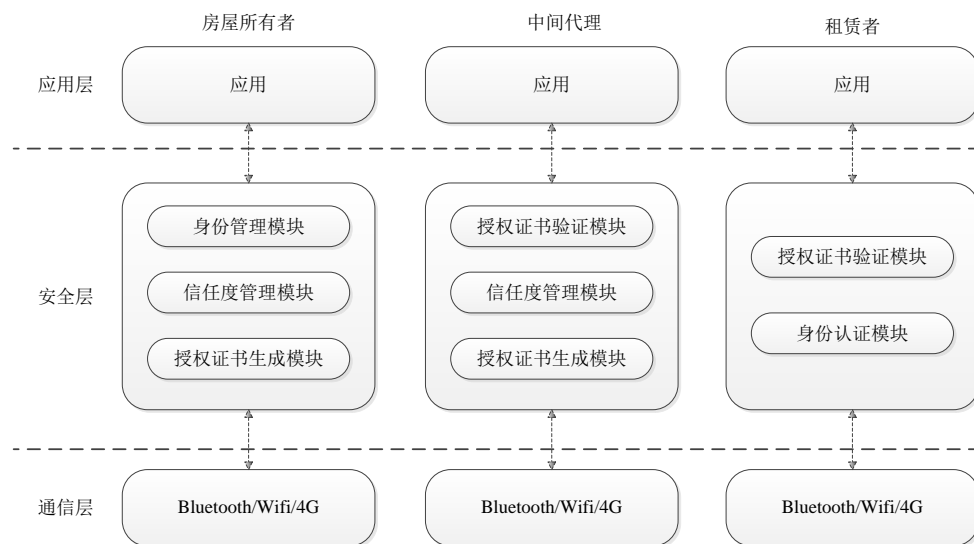 房屋所有者
中间代理
租赁者
应用层
应用
应用
应用
安全层
身份管理模块
信任度管理模块
授权证书生成模块
授权证书验证模块
信任度管理模块
授权证书生成模块
授权证书验证模块
身份认证模块
通信层
Bluetooth/Wifi/4G
Bluetooth/Wifi/4G
Bluetooth/Wifi/4G